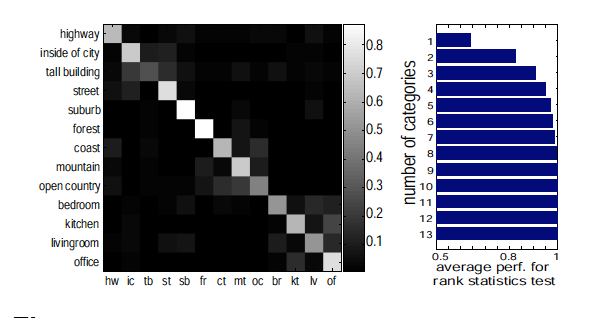 highway
inside of city
tall building
street
suburb
forest
coast
mountain
open country
bedroom
kitchen
livingroom
office
hw ic tb st sb fr ct mt oc br kt lv of
0.8
0.7
0.6
0.5
0.4
0.3
0.2
0.1
number of categories
1
2
3
4
5
6
7
8
9
10
11
12
13
0.5 0.8 1
average perf. for
rank statistics test